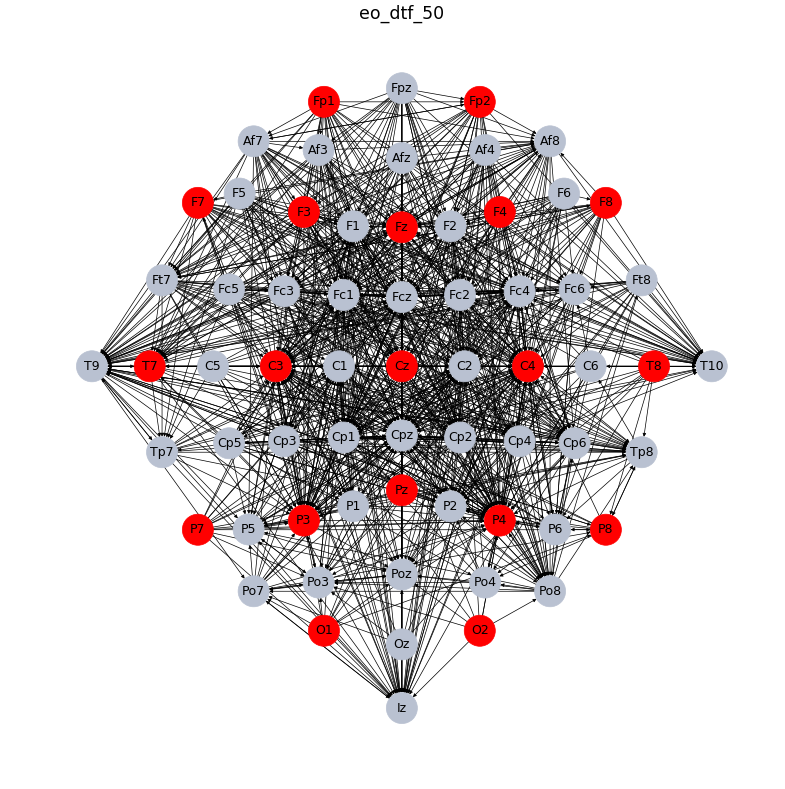 eo_dtf_50
Fpz
Fp1 Fp2
Af7 Af8
Af3 Af4
Afz
F5 F6
F7 F8
F3 F4
F1 Fz F2
Ft7 Ft8
Fc5 Fc3 Fc1 Fcz Fc2 Fc4 Fc6
T9 T7 C5 C3 C1 Cz C2 C4 C6 T8 T10
Cp5 Cp3 Cp1 Cpz Cp2 Cp4 Cp6
Tp7 Tp8
Pz
P1 P2
P3 P4
P7 P5 P6 P8
Poz
Po3 Po4
Po7 Po8
O1 O2
Oz
Iz